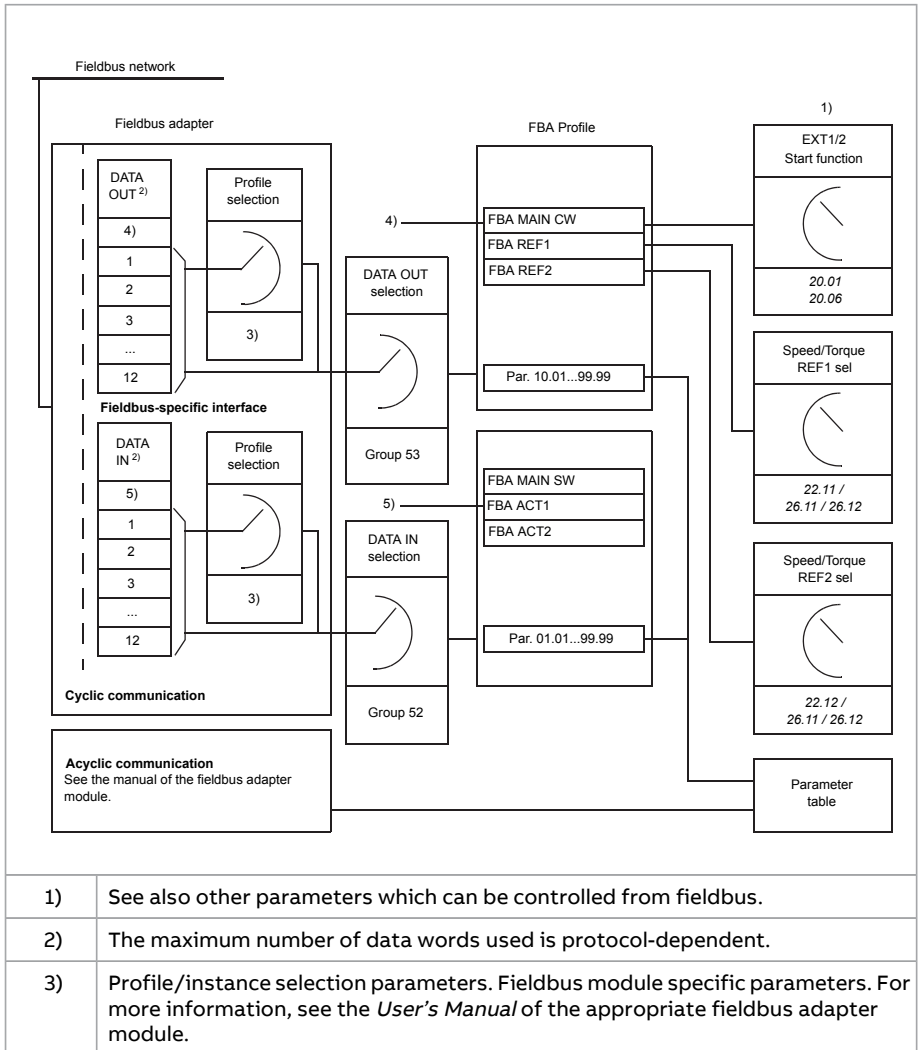 Fieldbus network
Fieldbus adapter
DATA
OUT 2)
4)
1
2
3
...
12
Profile
selection
3)
Fieldbus-specific interface
DATA
IN 2)
5)
1
2
3
...
12
Profile
selection
3)
Cyclic communication
Acyclic communication
See the manual of the fieldbus adapter
module.
4)
DATA OUT
selection
Group 53
5)
DATA IN
selection
Group 52
FBA Profile
FBA MAIN CW
FBA REF1
FBA REF2
Par. 10.01...99.99
FBA MAIN SW
FBA ACT1
FBA ACT2
Par. 01.01...99.99
1)
EXT1/2
Start function
20.01
20.06
Speed/Torque
REF1 sel
22.11 /
26.11 / 26.12
Speed/Torque
REF2 sel
22.12 /
26.11 / 26.12
Parameter
table
1) See also other parameters which can be controlled from fieldbus.
2) The maximum number of data words used is protocol-dependent.
3) Profile/instance selection parameters. Fieldbus module specific parameters. For
more information, see the User's Manual of the appropriate fieldbus adapter
module.